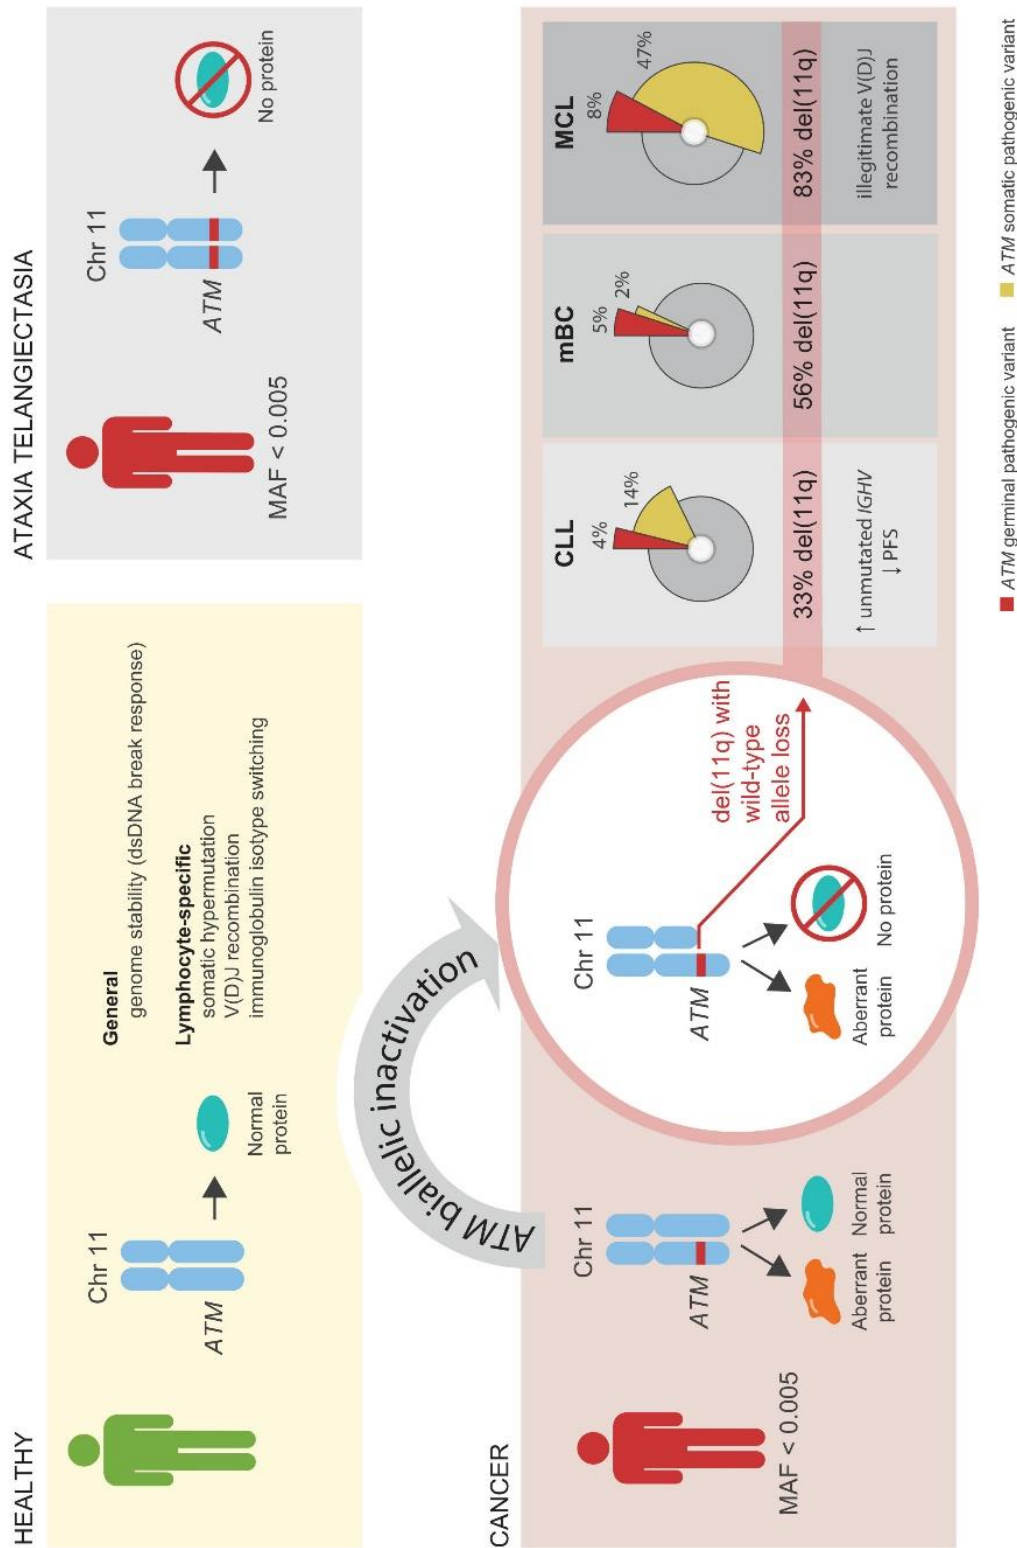 HEALTHY
Chr 11
ATM
Normal
protein
General
genome stability (dsDNA break response)
Lymphocyte-specific
somatic hypermutation
V(D)J recombination
immunoglobulin isotype switching
ATAXIA TELANGIECTASIA
MAF < 0.005
Chr 11
ATM
No protein
ATM biallelic inactivation
CANCER
MAF < 0.005
Chr 11
ATM
Aberrant
protein
Normal
protein
Chr 11
ATM
Aberrant
protein
No protein
del(11q) with
wild-type
allele loss
CLL
4%
14%
33% del(11q)
↑ unmutated IGHV
↓ PFS
mBC
5%
2%
56% del(11q)
MCL
8%
47%
83% del(11q)
illegitimate V(D)J
recombination
ATM germinal pathogenic variant
ATM somatic pathogenic variant